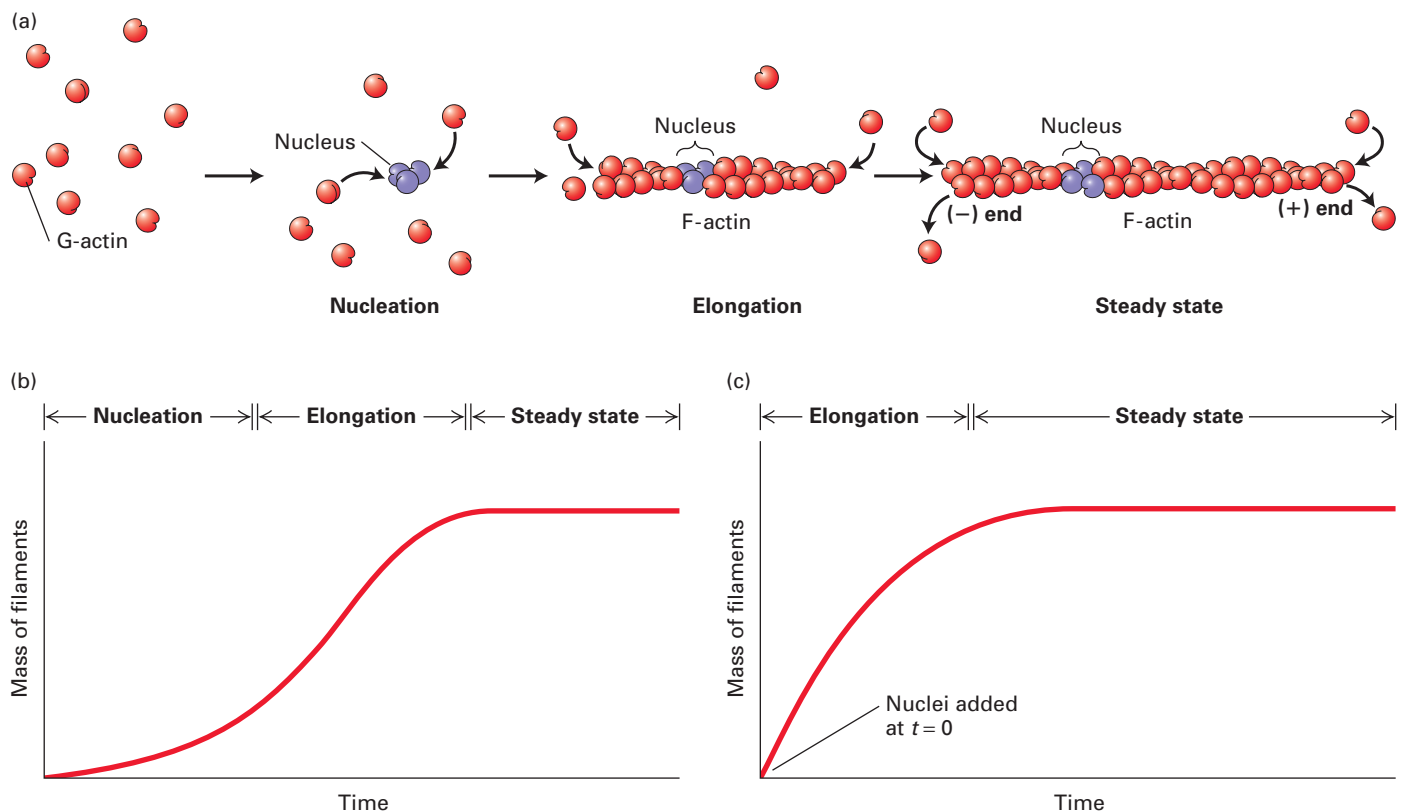 (a)
Nucleus
G-actin
Nucleation
Nucleus
F-actin
Elongation
Nucleus
(−) end
F-actin
(+) end
Steady state
(b)
Nucleation
Elongation
Steady state
Mass of filaments
Time
(c)
Elongation
Steady state
Mass of filaments
Nuclei added
at t = 0
Time